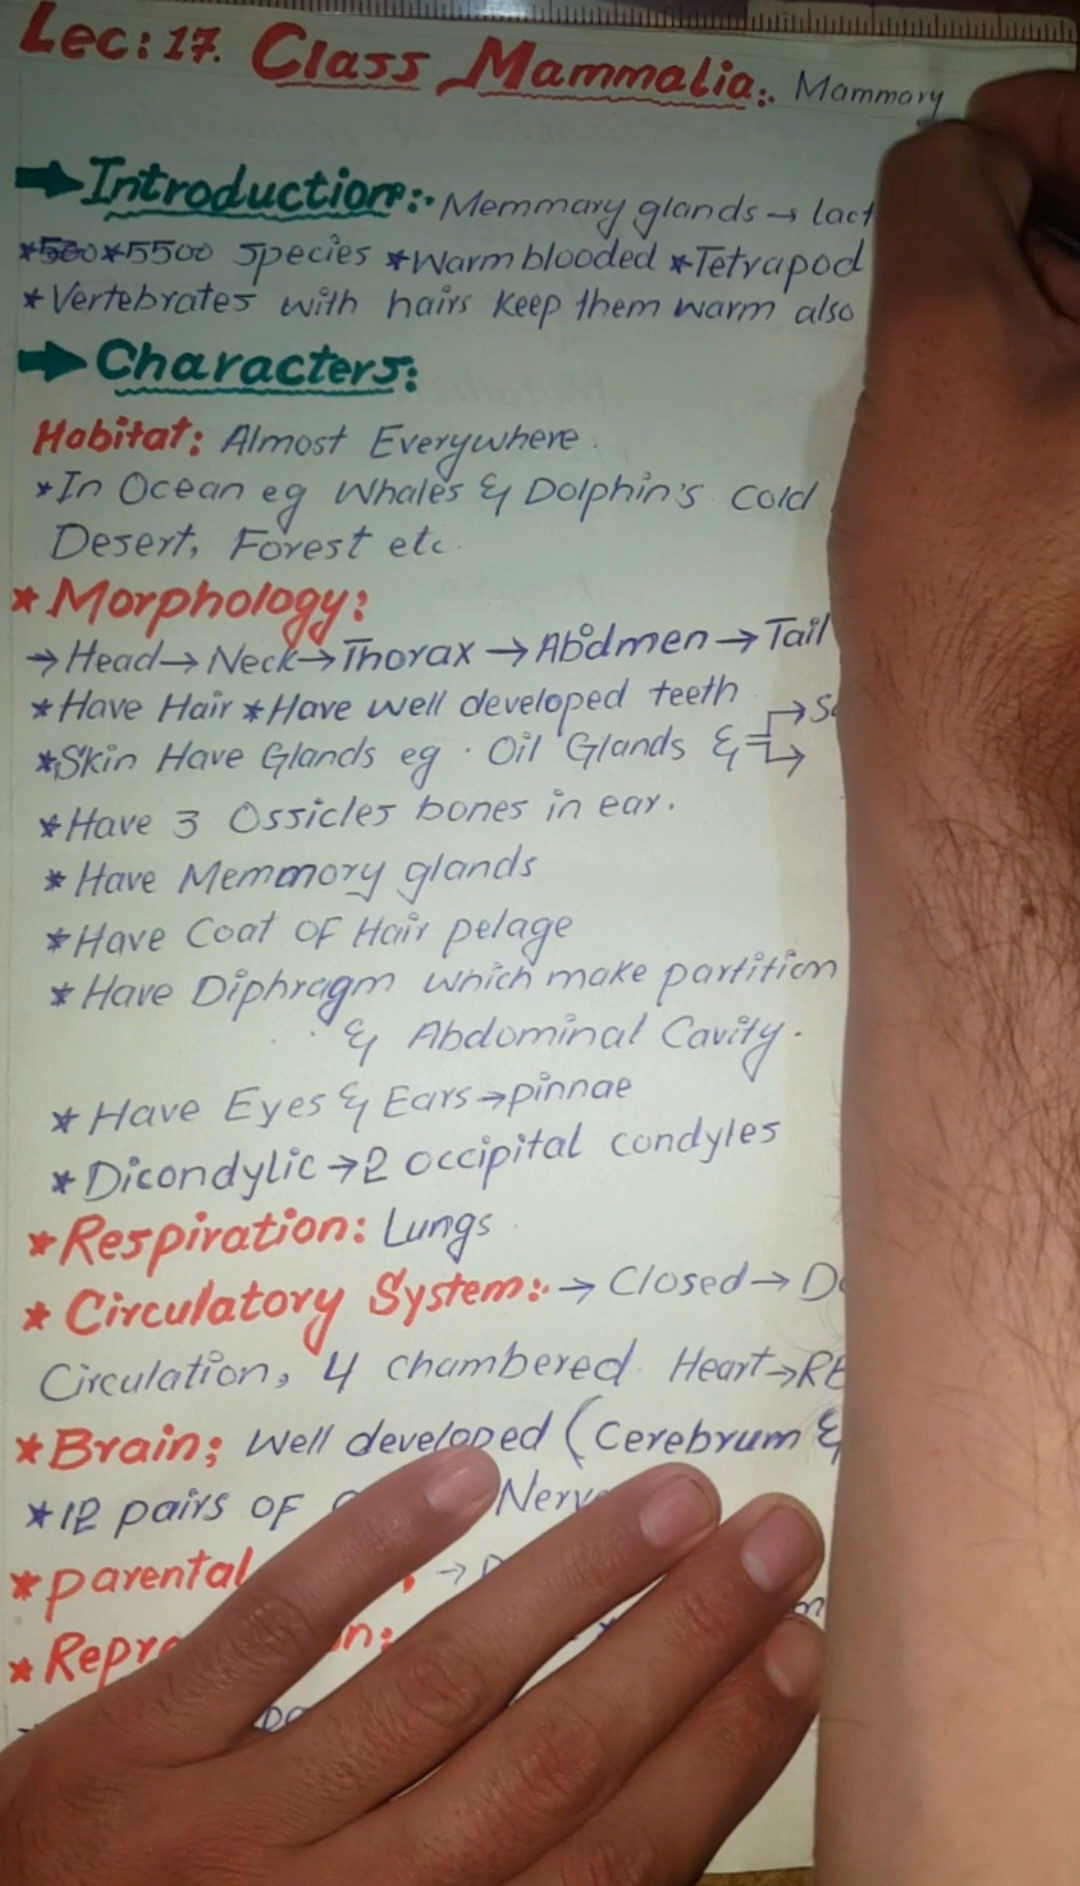 Lec: 17. Class Mammalia:. Mammary
Introduction:· Memmary glands → lact
*5500 Species *Warm blooded *Tetrapod
*Vertebrates with hairs keep them warm also
Characters:
Habitat: Almost Everywhere.
*In Ocean eg Whales & Dolphin's Cold
Desert, Forest etc.
*Morphology:
→Head→Neck→Thorax→Abdmen→Tail
*Have Hair *Have well developed teeth
*Skin Have Glands eg · Oil Glands &
*Have 3 Ossicles bones in ear.
*Have Memmory glands
*Have Coat OF Hair pelage
*Have Diphragm which make partition
& Abdominal Cavity.
*Have Eyes & Ears→pinnae
*Dicondylic→2 occipital condyles
*Respiration: Lungs
*Circulatory System:· → Closed →
Circulation, 4 chambered Heart→
*Brain; Well developed (Cerebrum &
*12 pairs OF Nerv
*parental →
*Repr n: